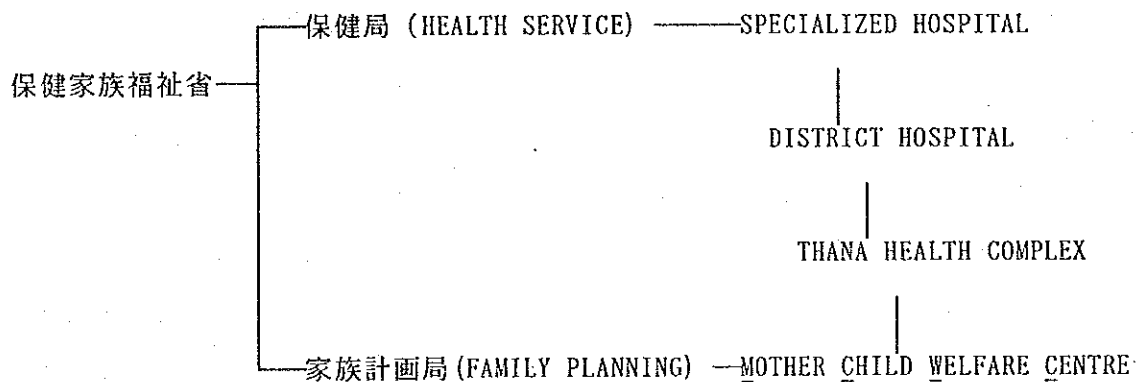 保健局 (HEALTH SERVICE) SPECIALIZED HOSPITAL
保健家族福祉省
DISTRICT HOSPITAL
THANA HEALTH COMPLEX
家族計画局 (FAMILY PLANNING) MOTHER CHILD WELFARE CENTRE